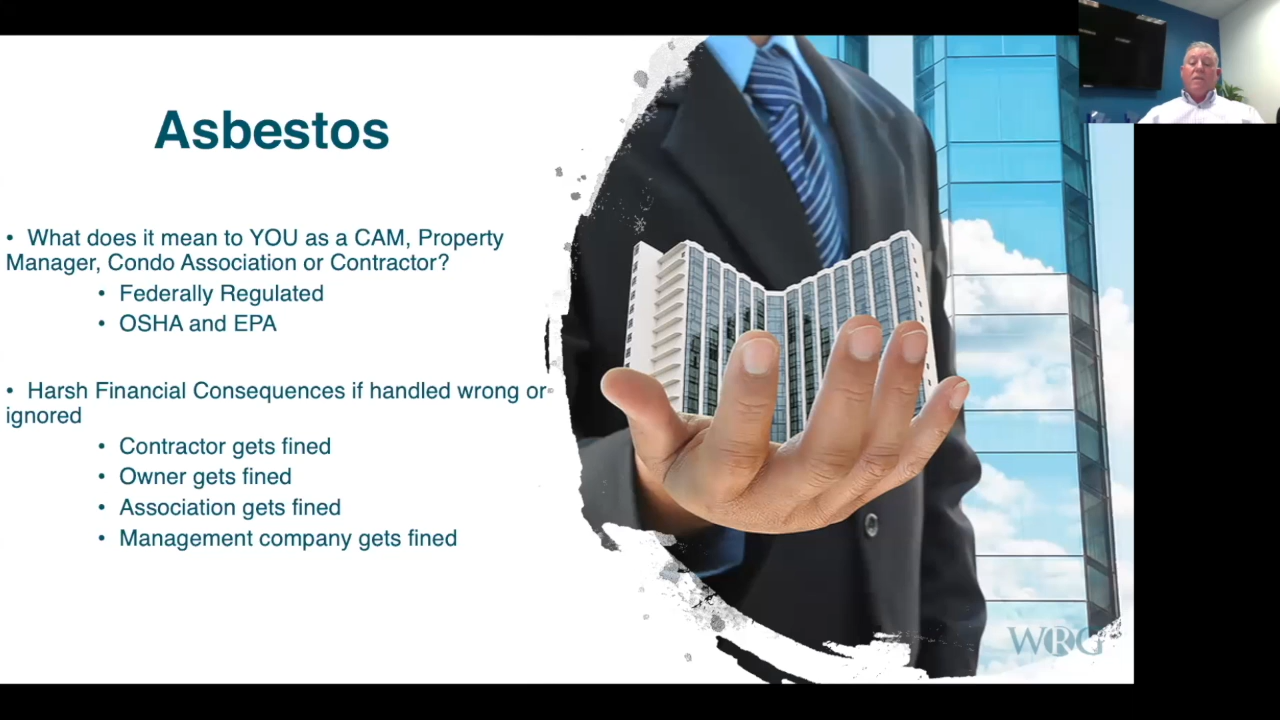 Asbestos
• What does it mean to YOU as a CAM, Property
Manager, Condo Association or Contractor?
• Federally Regulated
• OSHA and EPA
• Harsh Financial Consequences if handled wrong or
ignored
• Contractor gets fined
• Owner gets fined
• Association gets fined
• Management company gets fined
WRG